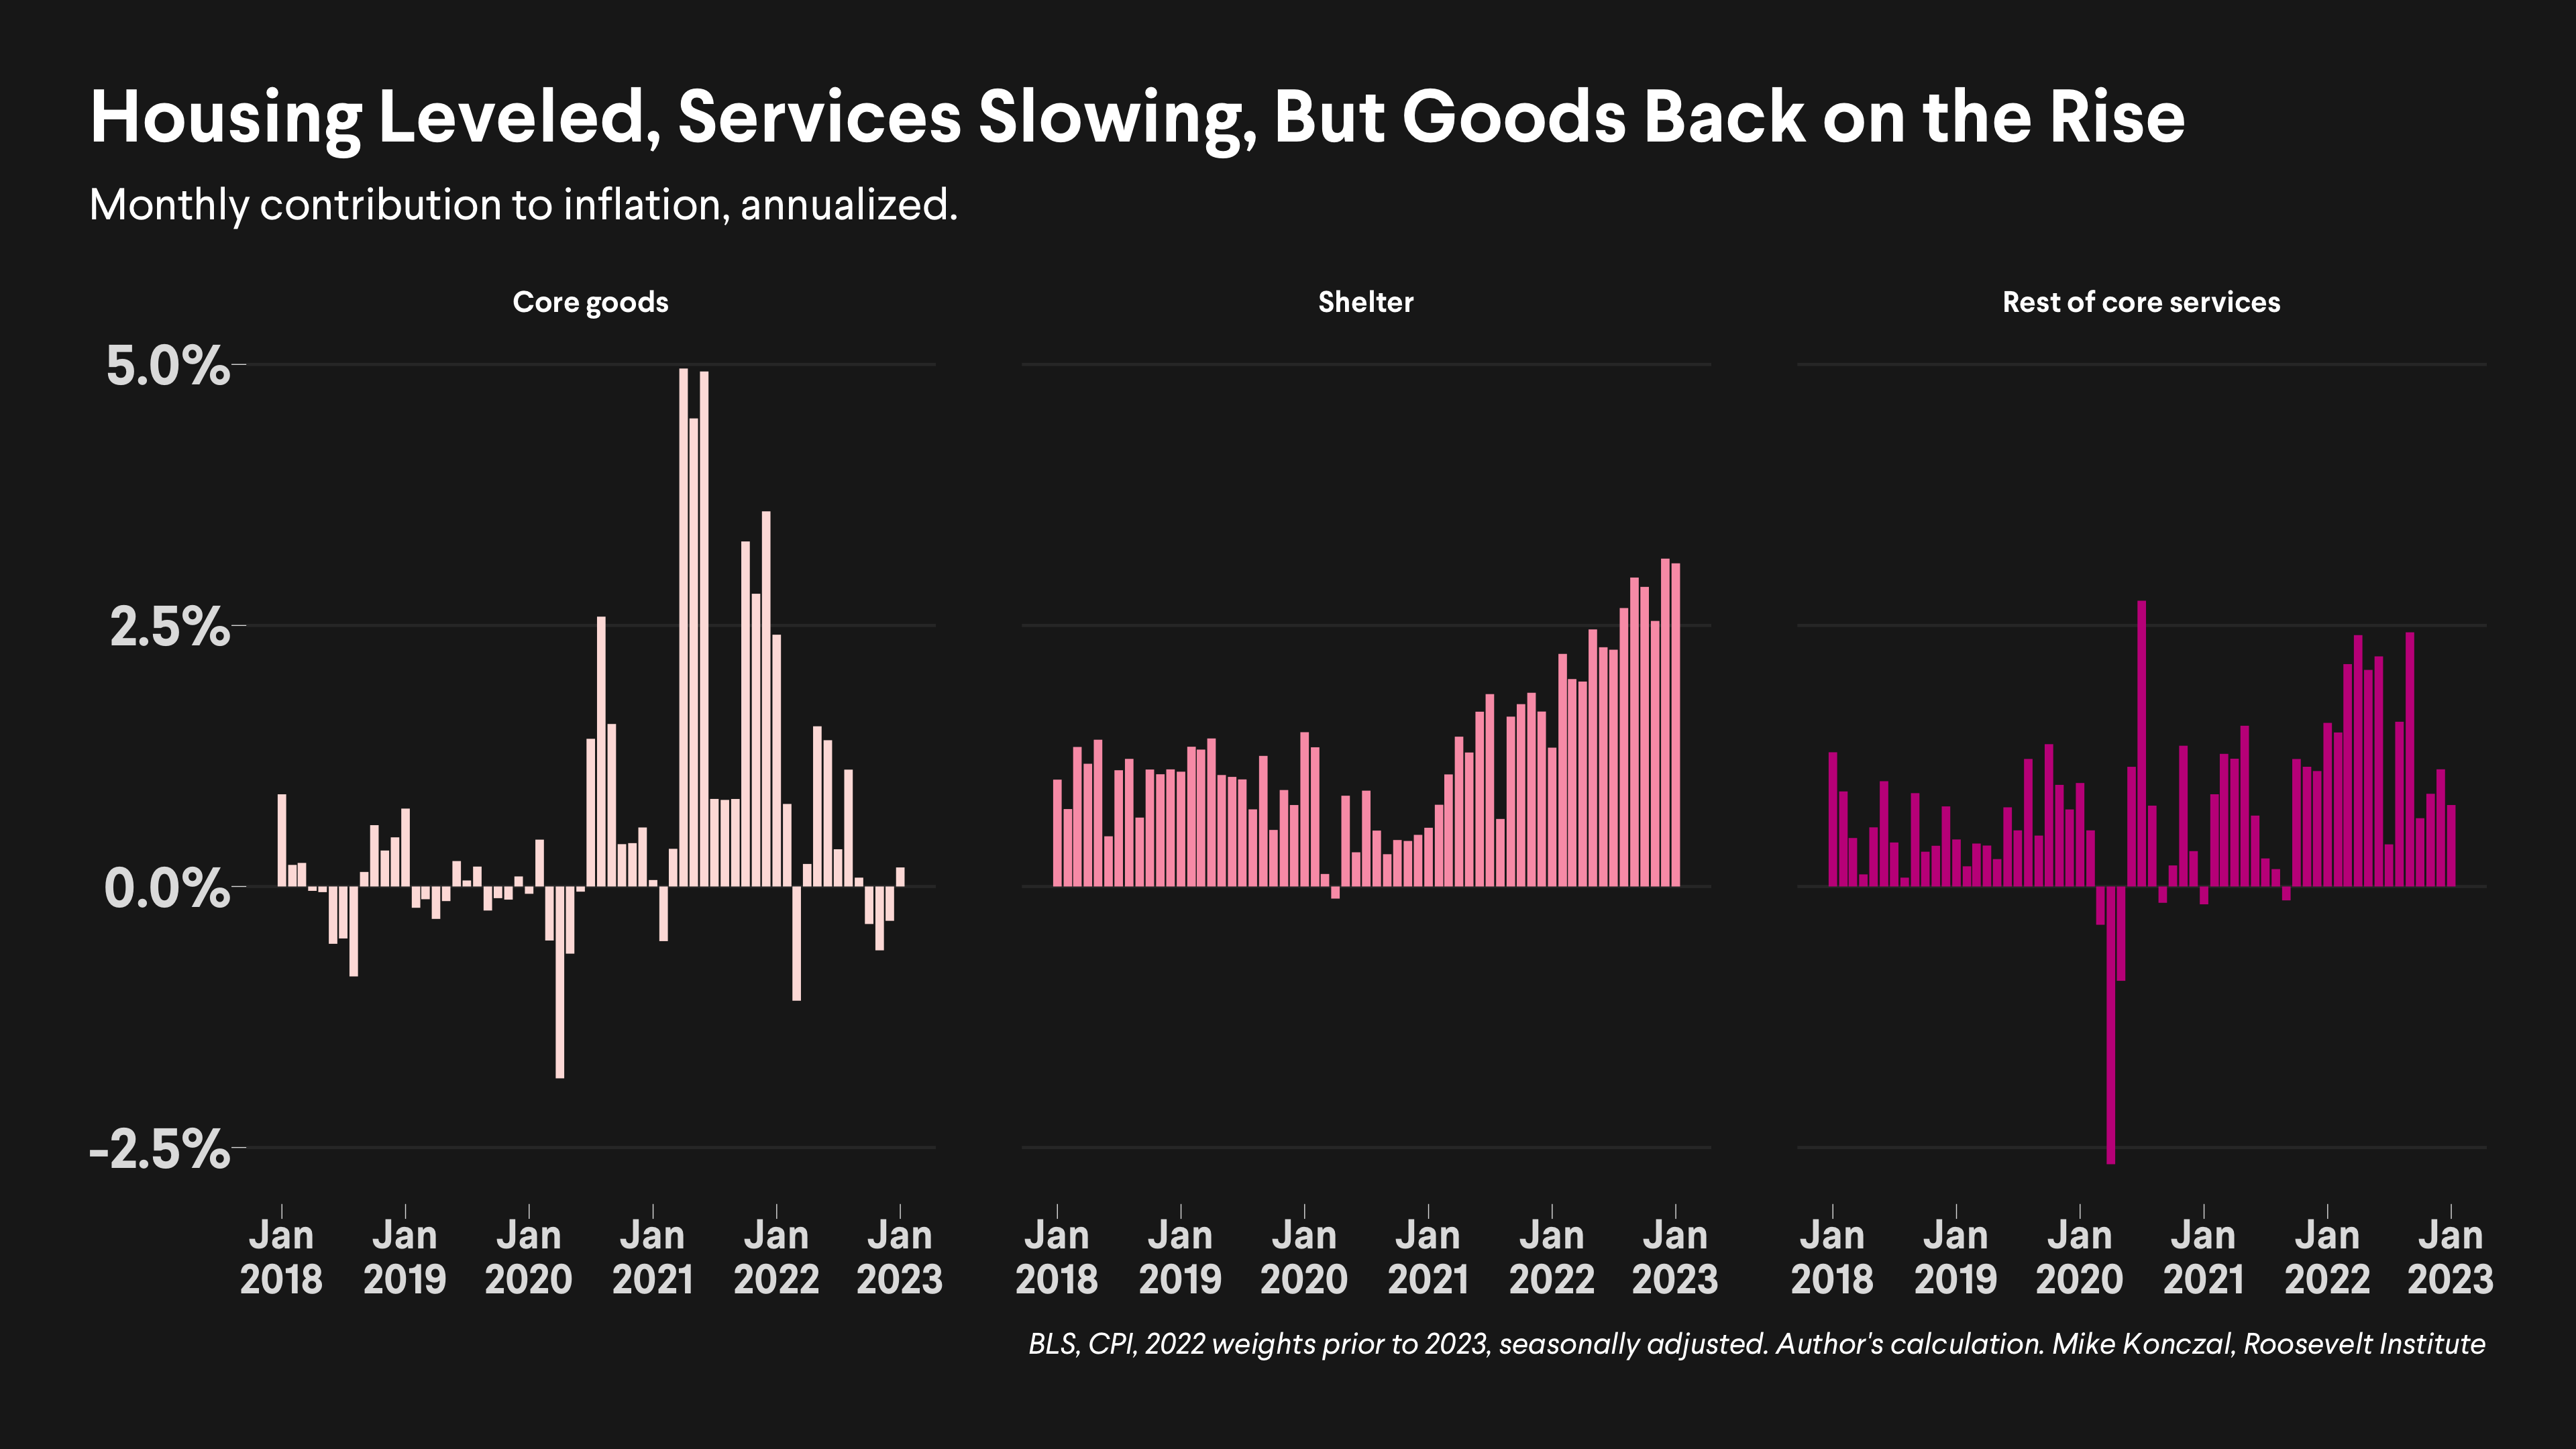 Housing Leveled, Services Slowing, But Goods Back on the Rise
Monthly contribution to inflation, annualized.
Core goods
Shelter
Rest of core services
5.0%
2.5%
0.0%
-2.5%
Jan 2018
Jan 2019
Jan 2020
Jan 2021
Jan 2022
Jan 2023
Jan 2018
Jan 2019
Jan 2020
Jan 2021
Jan 2022
Jan 2023
Jan 2018
Jan 2019
Jan 2020
Jan 2021
Jan 2022
Jan 2023
BLS, CPI, 2022 weights prior to 2023, seasonally adjusted. Author's calculation. Mike Konczal, Roosevelt Institute